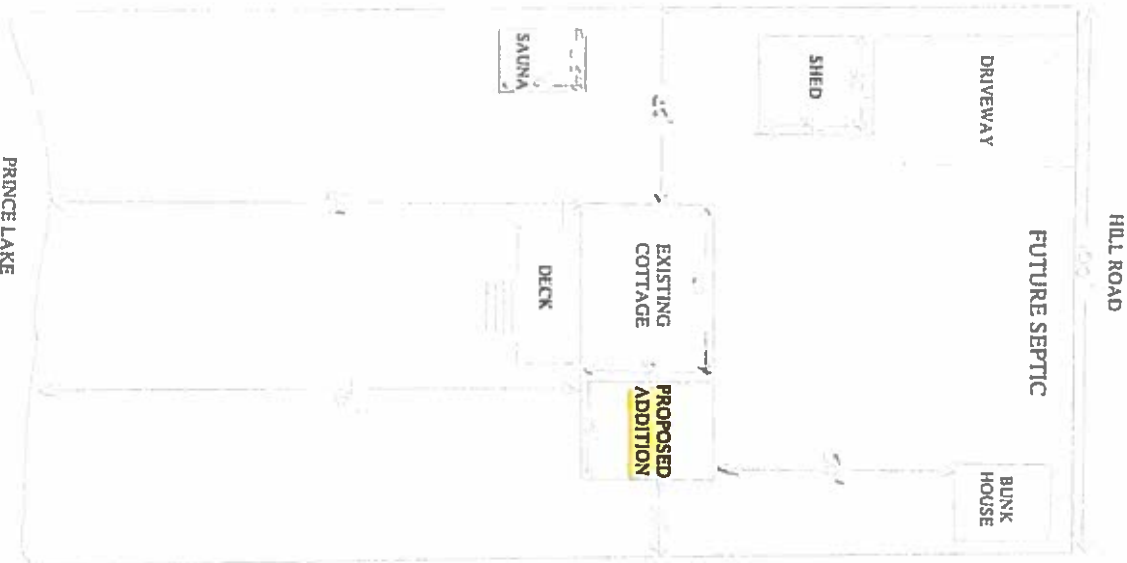 HILL ROAD
DRIVEWAY
FUTURE SEPTIC
BUNK
HOUSE
SHED
SAUNA
EXISTING
COTTAGE
PROPOSED
ADDITION
DECK
PRINCE LAKE